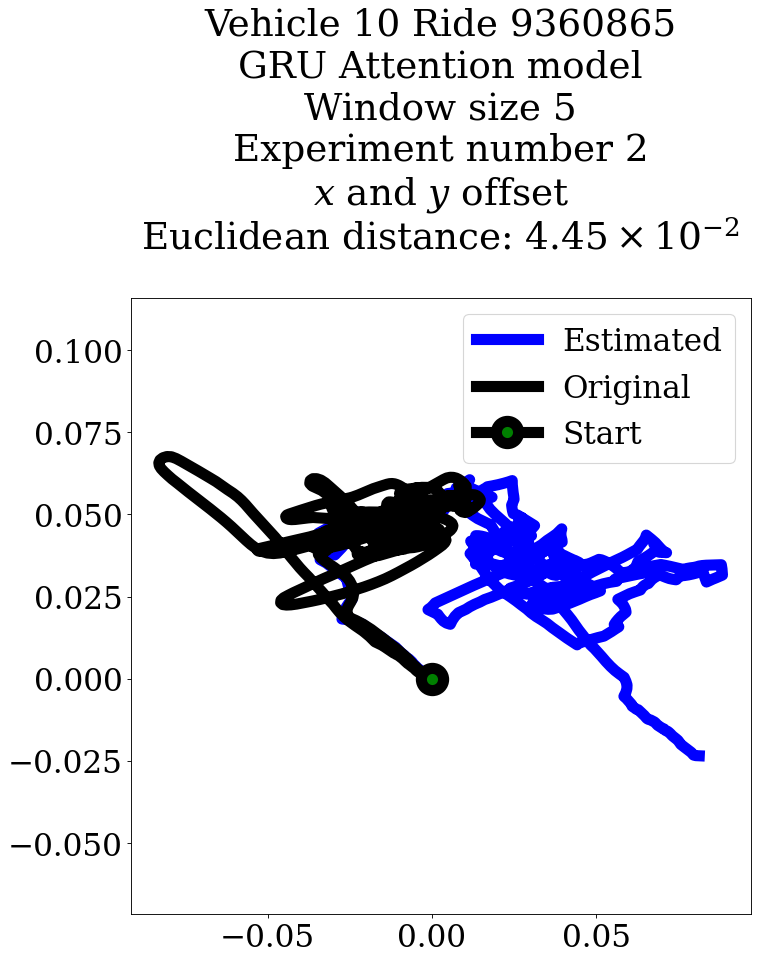 Vehicle 10 Ride 9360865
GRU Attention model
Window size 5
Experiment number 2
x and y offset
Euclidean distance: 4.45 × 10⁻²
Estimated
Original
Start
0.100
0.075
0.050
0.025
0.000
−0.025
−0.050
−0.05 0.00 0.05